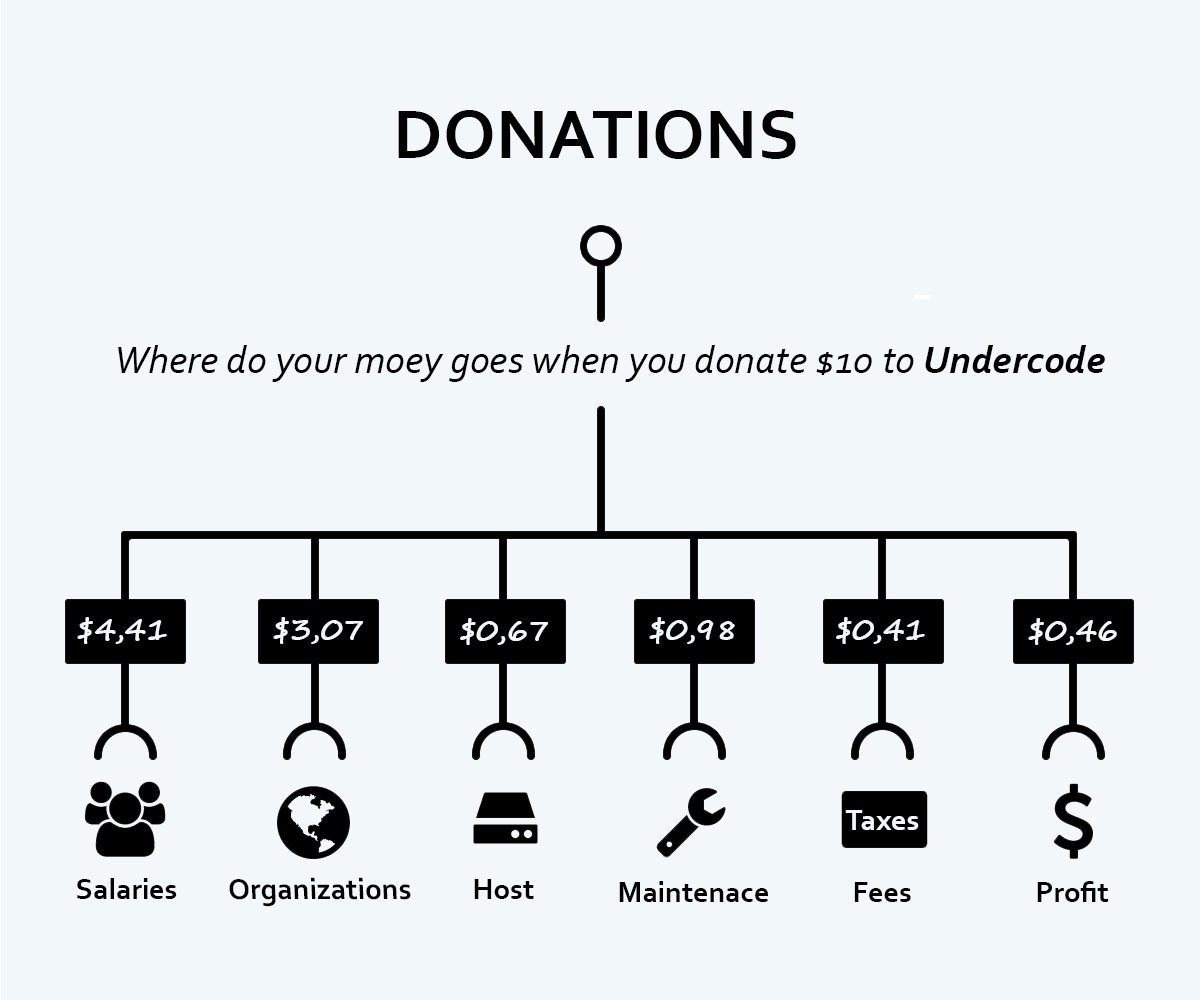 DONATIONS
Where do your moey goes when you donate $10 to Undercode
$4,41 $3,07 $0,67 $0,98 $0,41 $0,46
Taxes
Salaries Organizations Host Maintenace Fees Profit